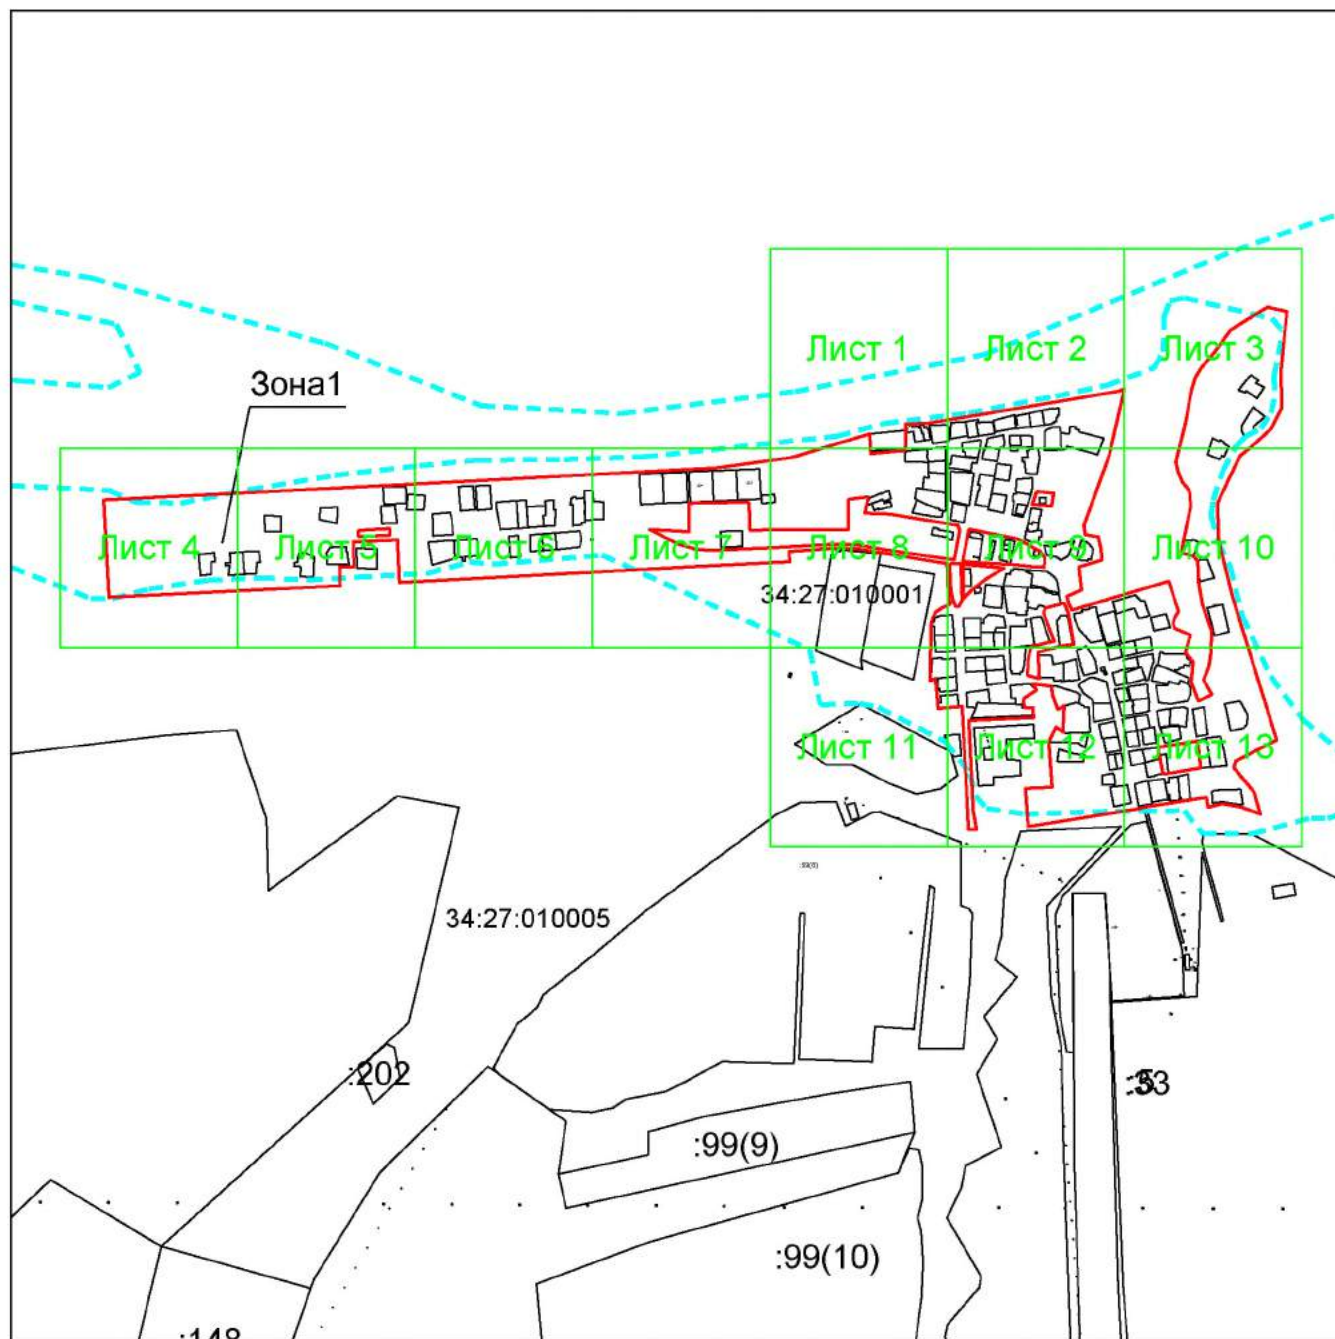 Лист 1
Лист 2
Лист 3
Зона1
Лист 4
Лист 5
Лист 6
Лист 7
Лист 8
Лист 9
Лист 10
34:27:010001
Лист 11
Лист 12
Лист 13
34:27:010005
:202
:99(9)
:99(10)
:148